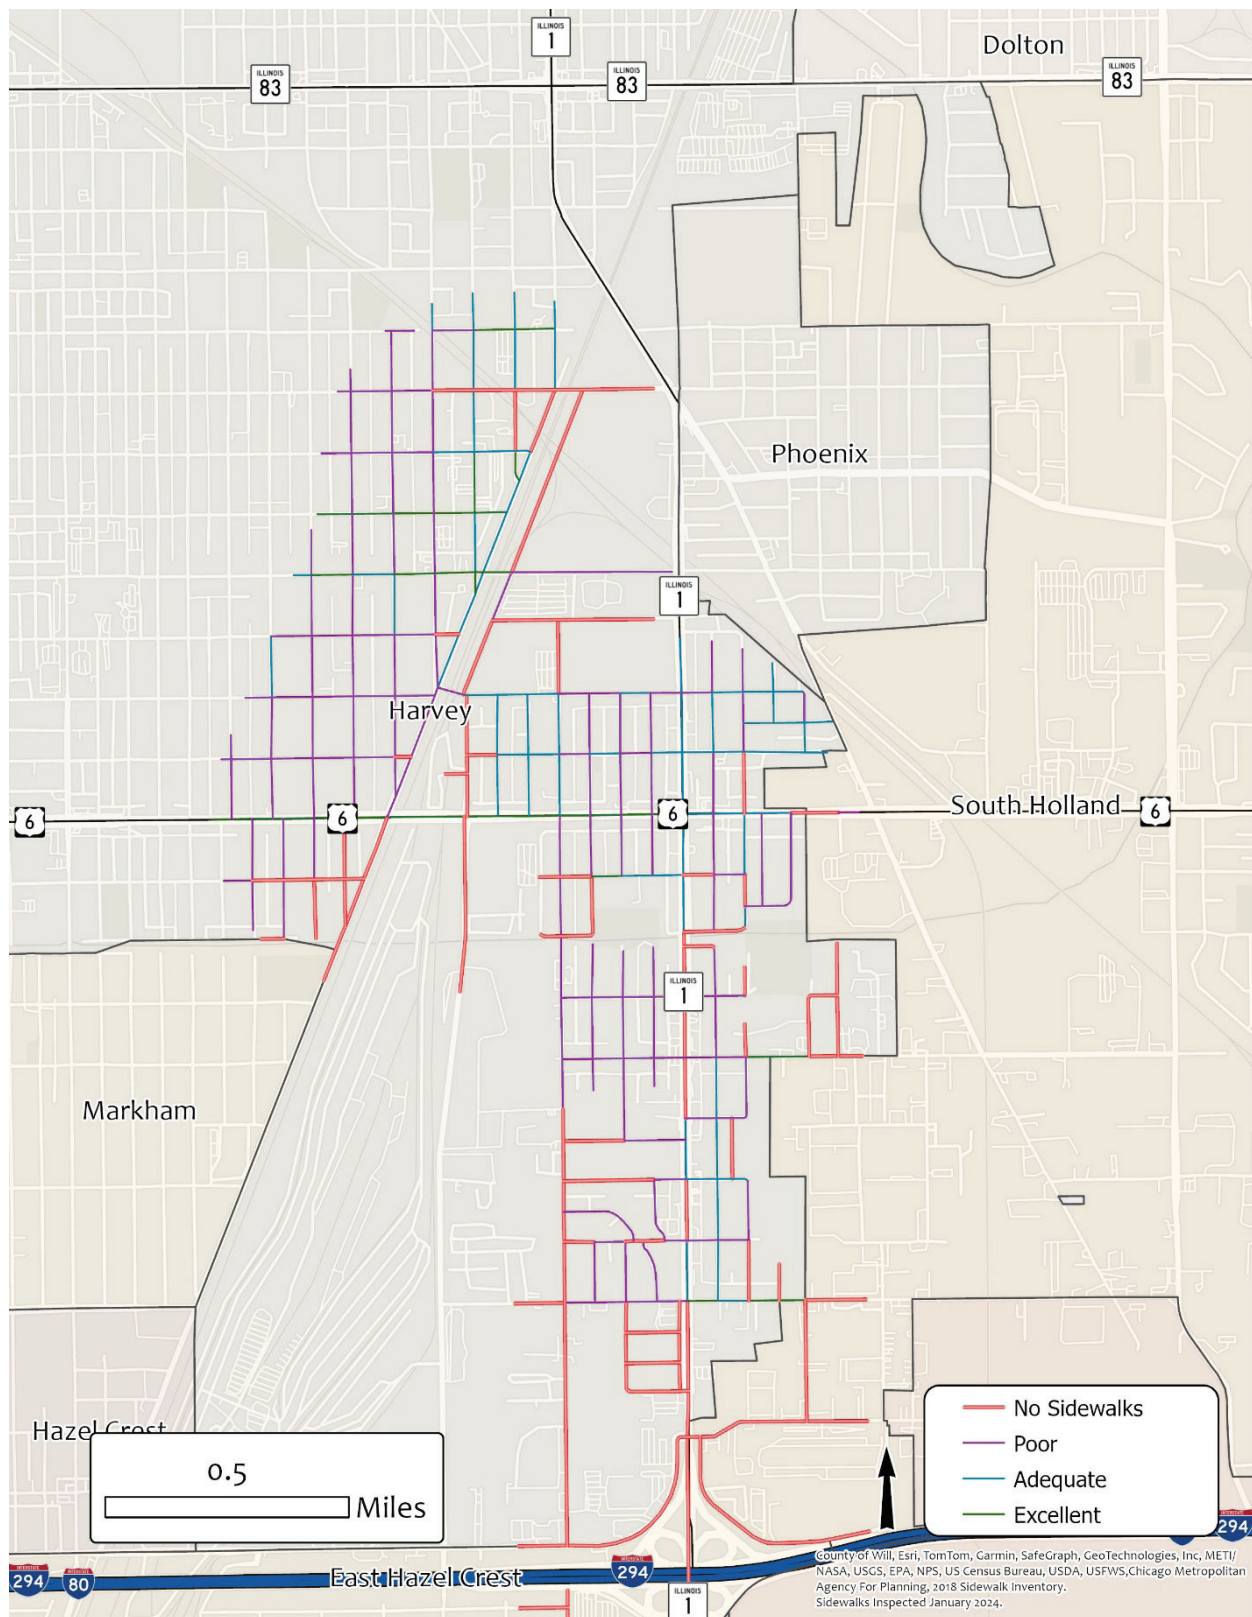 ILLINOIS
1
Dolton
ILLINOIS
83
ILLINOIS
83
ILLINOIS
83
Phoenix
ILLINOIS
1
Harvey
6
6
6
South Holland
6
ILLINOIS
1
Markham
Hazel Crest
0.5
Miles
No Sidewalks
Poor
Adequate
Excellent
294
INTERSTATE
294
INTERSTATE
80
East Hazel Crest
INTERSTATE
294
ILLINOIS
1
County of Will, Esri, TomTom, Garmin, SafeGraph, GeoTechnologies, Inc, METI/
NASA, USGS, EPA, NPS, US Census Bureau, USDA, USFWS,Chicago Metropolitan
Agency For Planning, 2018 Sidewalk Inventory.
Sidewalks Inspected January 2024.